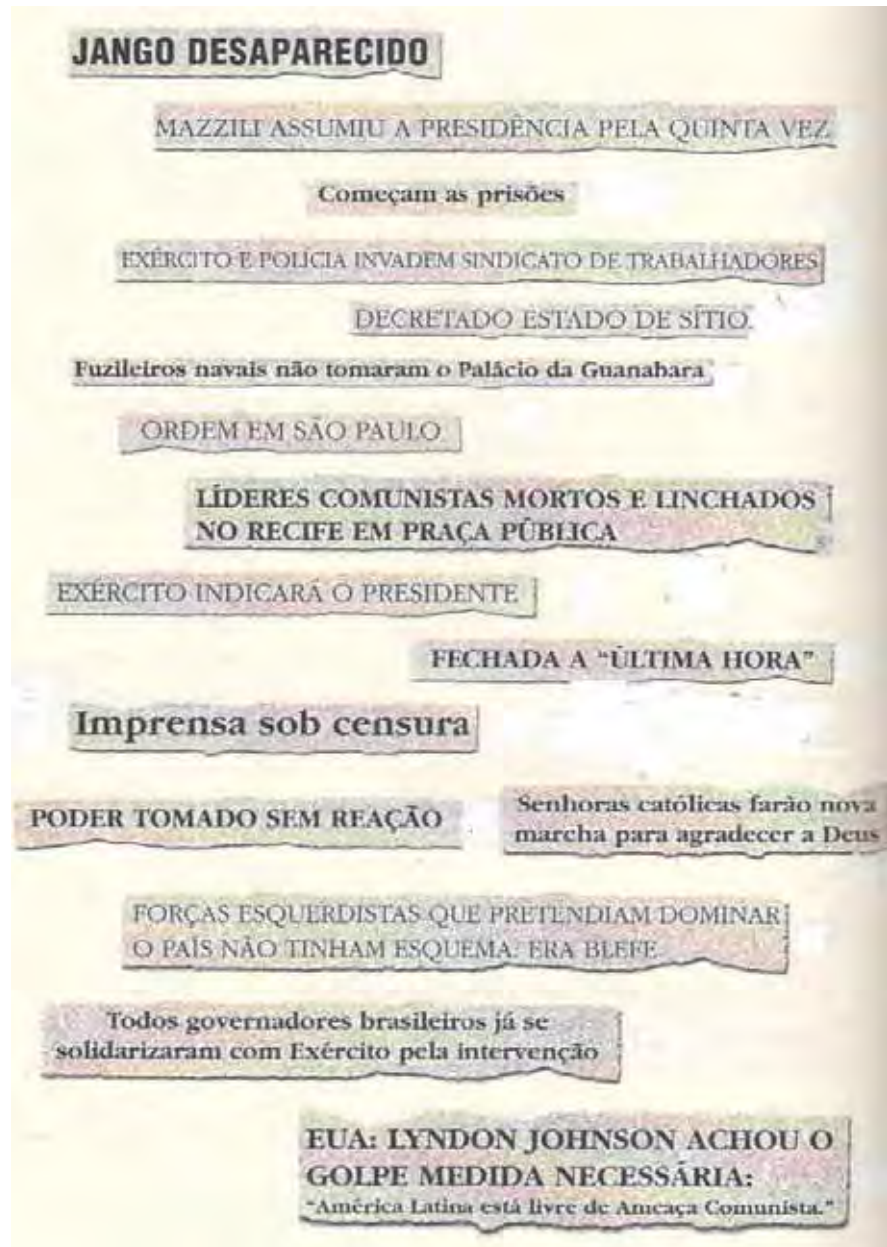 JANGO DESAPARECIDO
MAZZILI ASSUMIU A PRESIDÊNCIA PELA QUINTA VEZ
Começam as prisões
EXÉRCITO E POLÍCIA INVADEM SINDICATO DE TRABALHADORES
DECRETADO ESTADO DE SÍTIO.
Fuzileiros navais não tomaram o Palácio da Guanabara
ORDEM EM SÃO PAULO
LÍDERES COMUNISTAS MORTOS E LINCHADOS
NO RECIFE EM PRAÇA PÚBLICA
EXÉRCITO INDICARÁ O PRESIDENTE
FECHADA A “ÚLTIMA HORA”
Imprensa sob censura
PODER TOMADO SEM REAÇÃO
Senhoras católicas farão nova
marcha para agradecer a Deus
FORÇAS ESQUERDISTAS QUE PRETENDIAM DOMINAR
O PAÍS NÃO TINHAM ESQUEMA. ERA BLEFE
Todos governadores brasileiros já se
solidarizaram com Exército pela intervenção
EUA: LYNDON JOHNSON ACHOU O
GOLPE MEDIDA NECESSÁRIA:
“América Latina está livre de Ameaça Comunista.”